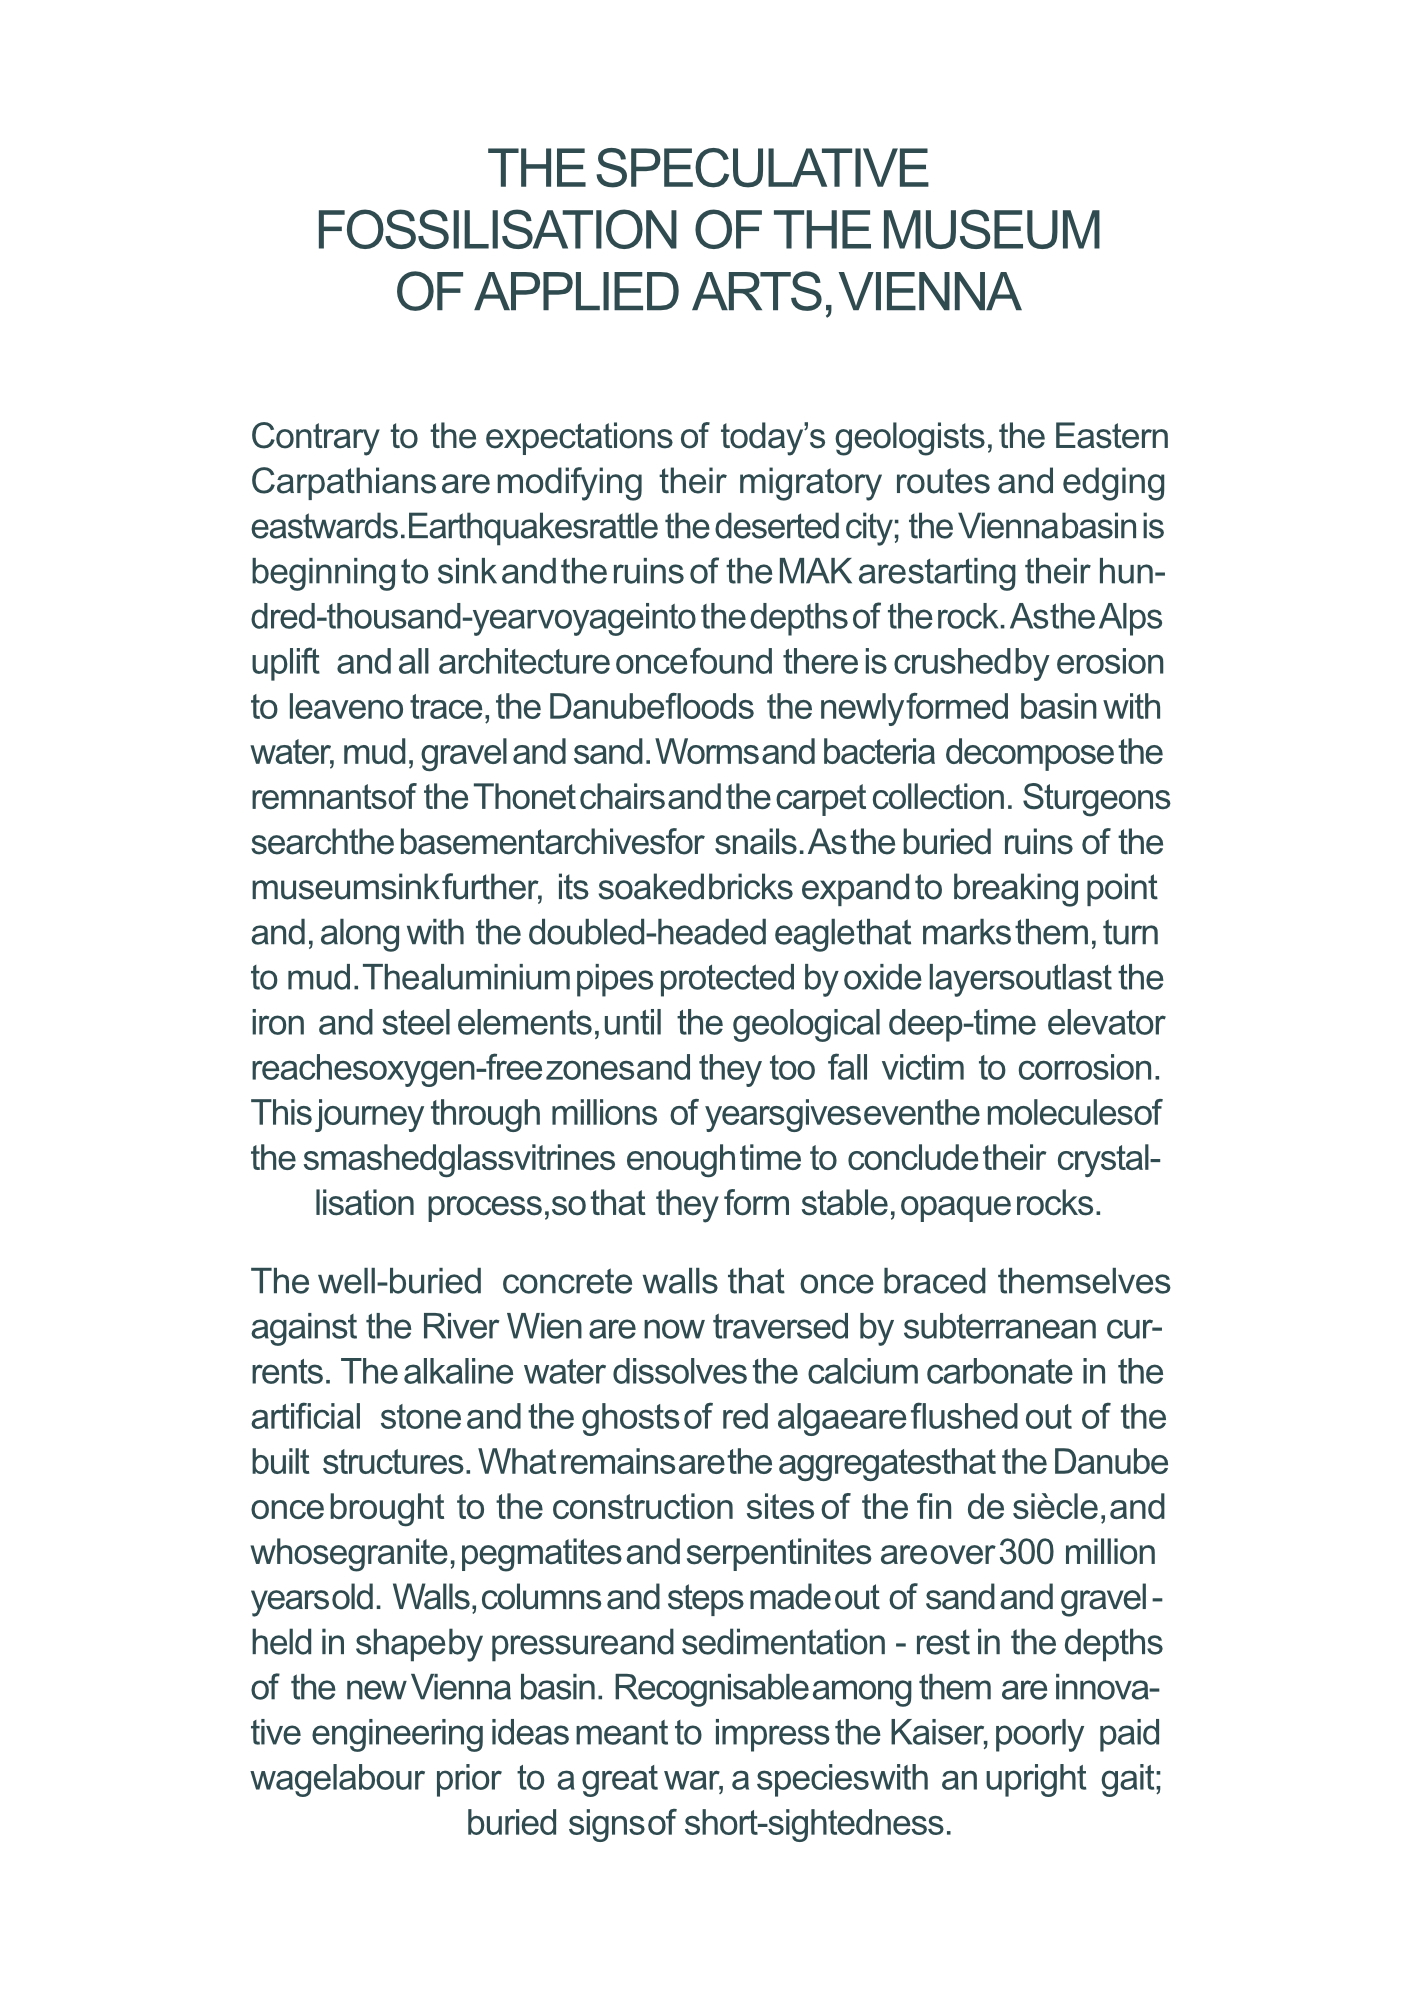 THE SPECULATIVE
FOSSILISATION OF THE MUSEUM
OF APPLIED ARTS, VIENNA
Contrary to the expectations of today’s geologists, the Eastern
Carpathians are modifying their migratory routes and edging
eastwards. Earthquakes rattle the deserted city; the Vienna basin is
beginning to sink and the ruins of the MAK are starting their hun-
dred-thousand-year voyage into the depths of the rock. As the Alps
uplift and all architecture once found there is crushed by erosion
to leave no trace, the Danube floods the newly formed basin with
water, mud, gravel and sand. Worms and bacteria decompose the
remnants of the Thonet chairs and the carpet collection. Sturgeons
search the basement archives for snails. As the buried ruins of the
museum sink further, its soaked bricks expand to breaking point
and, along with the doubled-headed eagle that marks them, turn
to mud. The aluminium pipes protected by oxide layers outlast the
iron and steel elements, until the geological deep-time elevator
reaches oxygen-free zones and they too fall victim to corrosion.
This journey through millions of years gives even the molecules of
the smashed glass vitrines enough time to conclude their crystal-
lisation process, so that they form stable, opaque rocks.
The well-buried concrete walls that once braced themselves
against the River Wien are now traversed by subterranean cur-
rents. The alkaline water dissolves the calcium carbonate in the
artificial stone and the ghosts of red algae are flushed out of the
built structures. What remains are the aggregates that the Danube
once brought to the construction sites of the fin de siècle, and
whose granite, pegmatites and serpentinites are over 300 million
years old. Walls, columns and steps made out of sand and gravel -
held in shape by pressure and sedimentation - rest in the depths
of the new Vienna basin. Recognisable among them are innova-
tive engineering ideas meant to impress the Kaiser, poorly paid
wage labour prior to a great war, a species with an upright gait;
buried signs of short-sightedness.